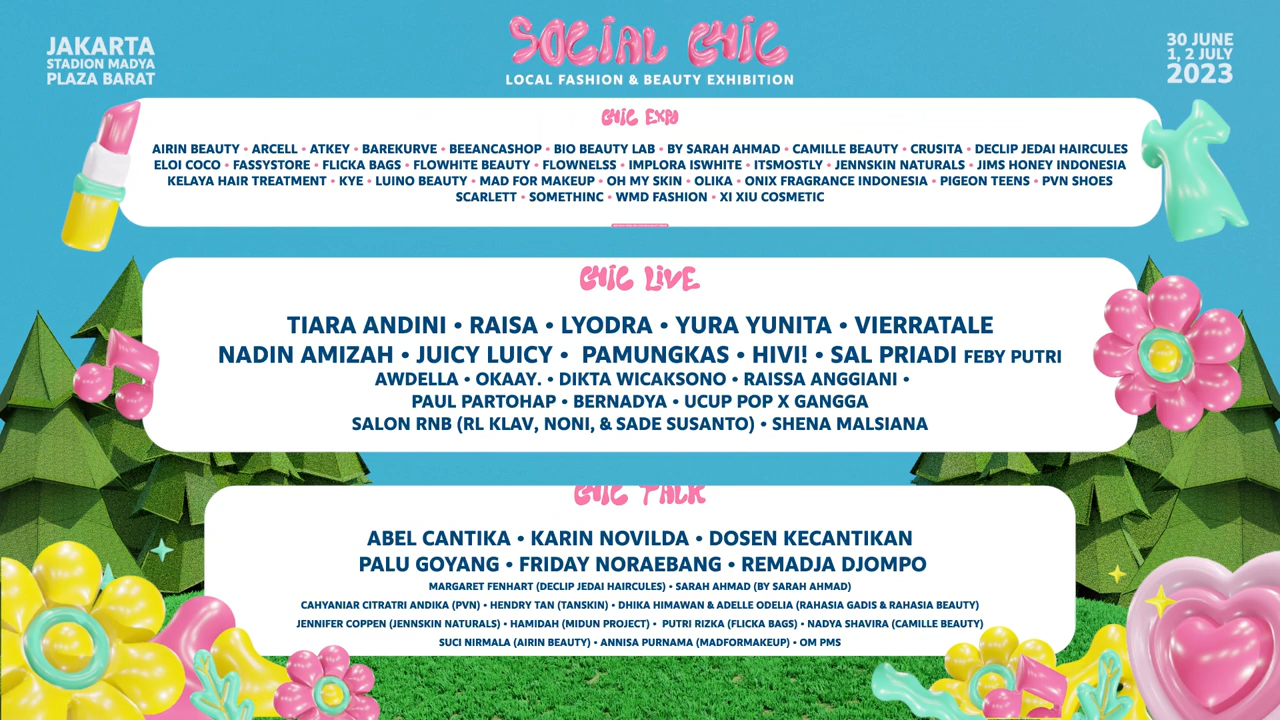 JAKARTA
STADION MADYA
PLAZA BARAT
SOCIAL CHIC
LOCAL FASHION & BEAUTY EXHIBITION
30 JUNE
1, 2 JULY
2023
CHIC EXPO
AIRIN BEAUTY • ARCELL • ATKEY • BAREKURVE • BEEANCASHOP • BIO BEAUTY LAB • BY SARAH AHMAD • CAMILLE BEAUTY • CRUSITA • DECLIP JEDAI HAIRCULES
ELOI COCO • FASSYSTORE • FLICKA BAGS • FLOWHITE BEAUTY • FLOWNELSS • IMPLORA ISWHITE • ITSMOSTLY • JENNSKIN NATURALS • JIMS HONEY INDONESIA
KELAYA HAIR TREATMENT • KYE • LUINO BEAUTY • MAD FOR MAKEUP • OH MY SKIN • OLIKA • ONIX FRAGRANCE INDONESIA • PIGEON TEENS • PVN SHOES
SCARLETT • SOMETHINC • WMD FASHION • XI XIU COSMETIC
CHIC LIVE
TIARA ANDINI • RAISA • LYODRA • YURA YUNITA • VIERRATALE
NADIN AMIZAH • JUICY LUICY • PAMUNGKAS • HIVI! • SAL PRIADI FEBY PUTRI
AWDELLA • OKAAY. • DIKTA WICAKSONO • RAISSA ANGGIANI •
PAUL PARTOHAP • BERNADYA • UCUP POP X GANGGA
SALON RNB (RL KLAV, NONI, & SADE SUSANTO) • SHENA MALSIANA
CHIC TALK
ABEL CANTIKA • KARIN NOVILDA • DOSEN KECANTIKAN
PALU GOYANG • FRIDAY NORAEBANG • REMADJA DJOMPO
MARGARET FENHART (DECLIP JEDAI HAIRCULES) • SARAH AHMAD (BY SARAH AHMAD)
CAHYANIAR CITRATRI ANDIKA (PVN) • HENDRY TAN (TANSKIN) • DHIKA HIMAWAN & ADELLE ODELIA (RAHASIA GADIS & RAHASIA BEAUTY)
JENNIFER COPPEN (JENNSKIN NATURALS) • HAMIDAH (MIDUN PROJECT) • PUTRI RIZKA (FLICKA BAGS) • NADYA SHAVIRA (CAMILLE BEAUTY)
SUCI NIRMALA (AIRIN BEAUTY) • ANNISA PURNAMA (MADFORMAKEUP) • OM PMS